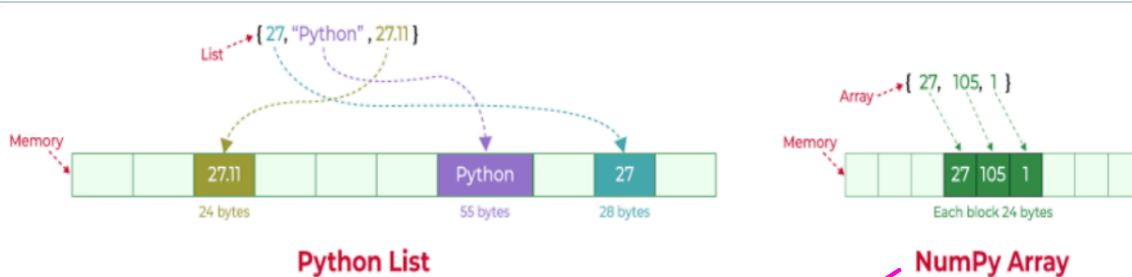 { 27, “Python” , 27.11 }
List
Memory
27.11
Python
27
24 bytes
55 bytes
28 bytes
Python List
{ 27, 105, 1 }
Array
Memory
27 105 1
Each block 24 bytes
NumPy Array